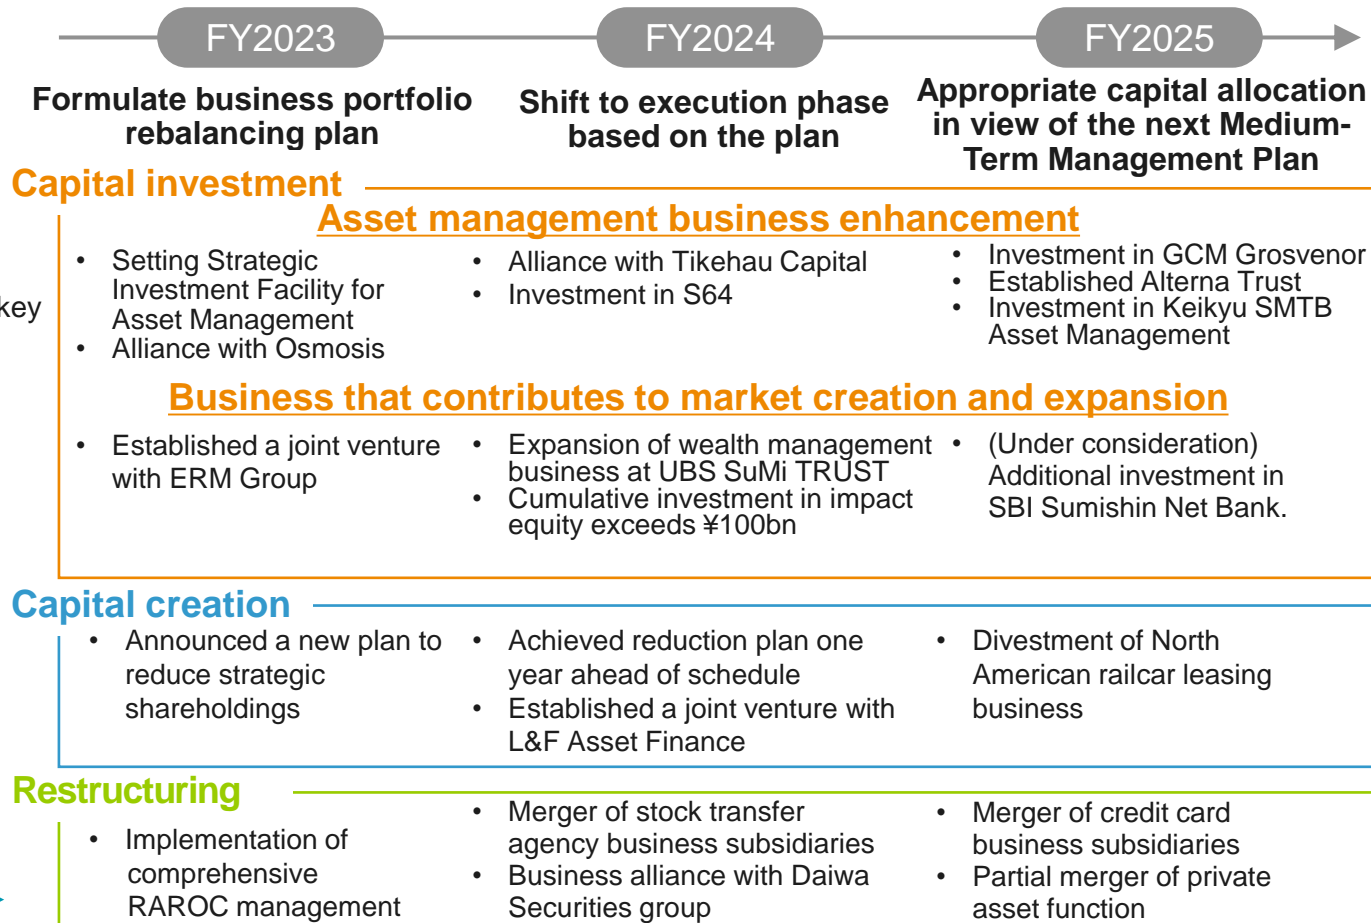 FY2023
FY2024
FY2025
Formulate business portfolio
rebalancing plan
Shift to execution phase
based on the plan
Appropriate capital allocation
in view of the next Medium-
Term Management Plan
Capital investment
Asset management business enhancement
key
• Setting Strategic
Investment Facility for
Asset Management
• Alliance with Osmosis
• Alliance with Tikehau Capital
• Investment in S64
• Investment in GCM Grosvenor
• Established Alterna Trust
• Investment in Keikyu SMTB
Asset Management
Business that contributes to market creation and expansion
• Established a joint venture
with ERM Group
• Expansion of wealth management
business at UBS SuMi TRUST
• Cumulative investment in impact
equity exceeds ¥100bn
• (Under consideration)
Additional investment in
SBI Sumishin Net Bank.
Capital creation
• Announced a new plan to
reduce strategic
shareholdings
• Achieved reduction plan one
year ahead of schedule
• Established a joint venture with
L&F Asset Finance
• Divestment of North
American railcar leasing
business
Restructuring
• Implementation of
comprehensive
RAROC management
• Merger of stock transfer
agency business subsidiaries
• Business alliance with Daiwa
Securities group
• Merger of credit card
business subsidiaries
• Partial merger of private
asset function